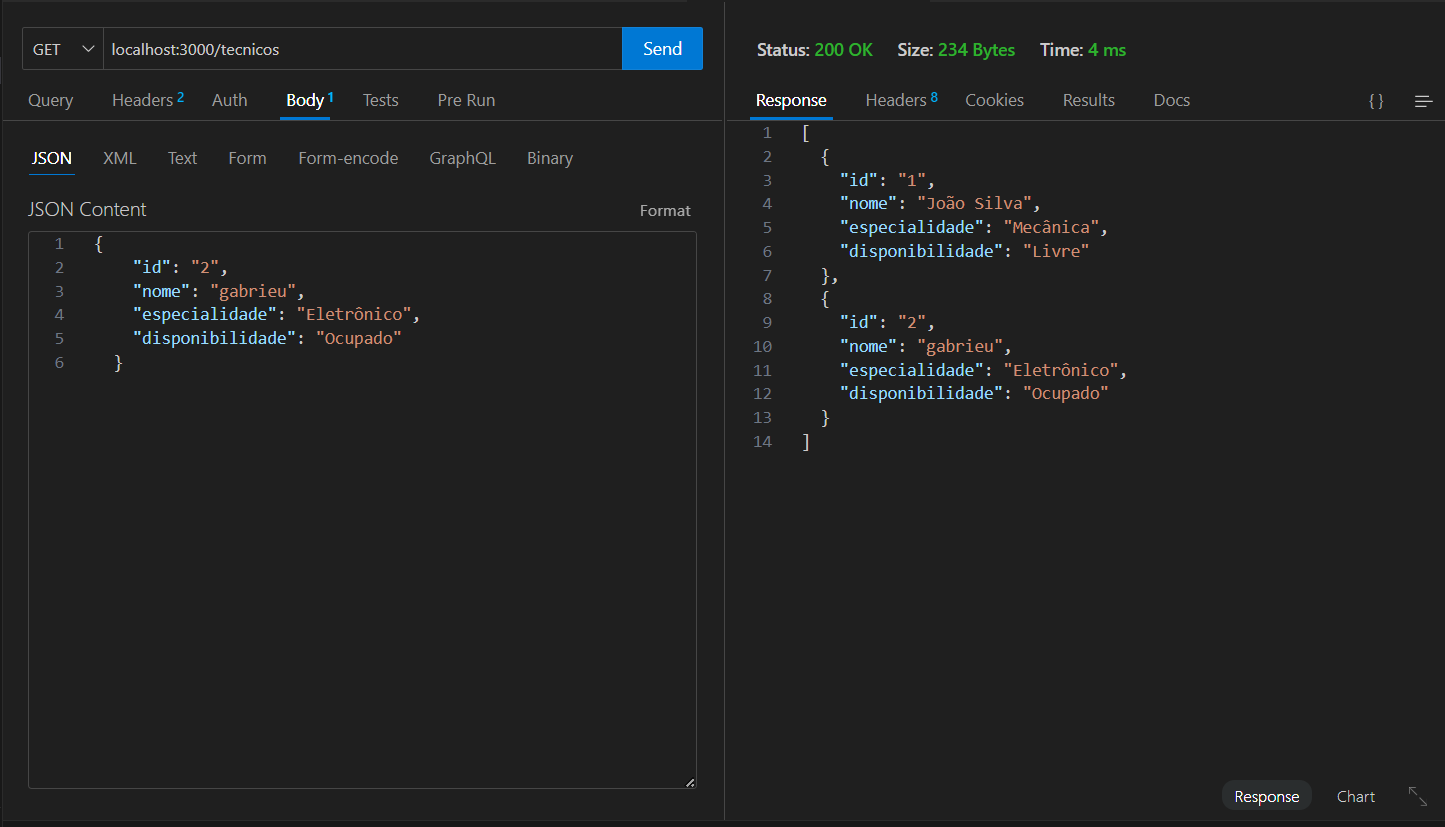 GET localhost:3000/tecnicos Send
Query Headers 2 Auth Body 1 Tests Pre Run
JSON XML Text Form Form-encode GraphQL Binary
JSON Content Format
1 {
2 "id": "2",
3 "nome": "gabrieu",
4 "especialidade": "Eletrônico",
5 "disponibilidade": "Ocupado"
6 }
Status: 200 OK Size: 234 Bytes Time: 4 ms
Response Headers 8 Cookies Results Docs { }
1 [
2 {
3 "id": "1",
4 "nome": "João Silva",
5 "especialidade": "Mecânica",
6 "disponibilidade": "Livre"
7 },
8 {
9 "id": "2",
10 "nome": "gabrieu",
11 "especialidade": "Eletrônico",
12 "disponibilidade": "Ocupado"
13 }
14 ]
Response Chart